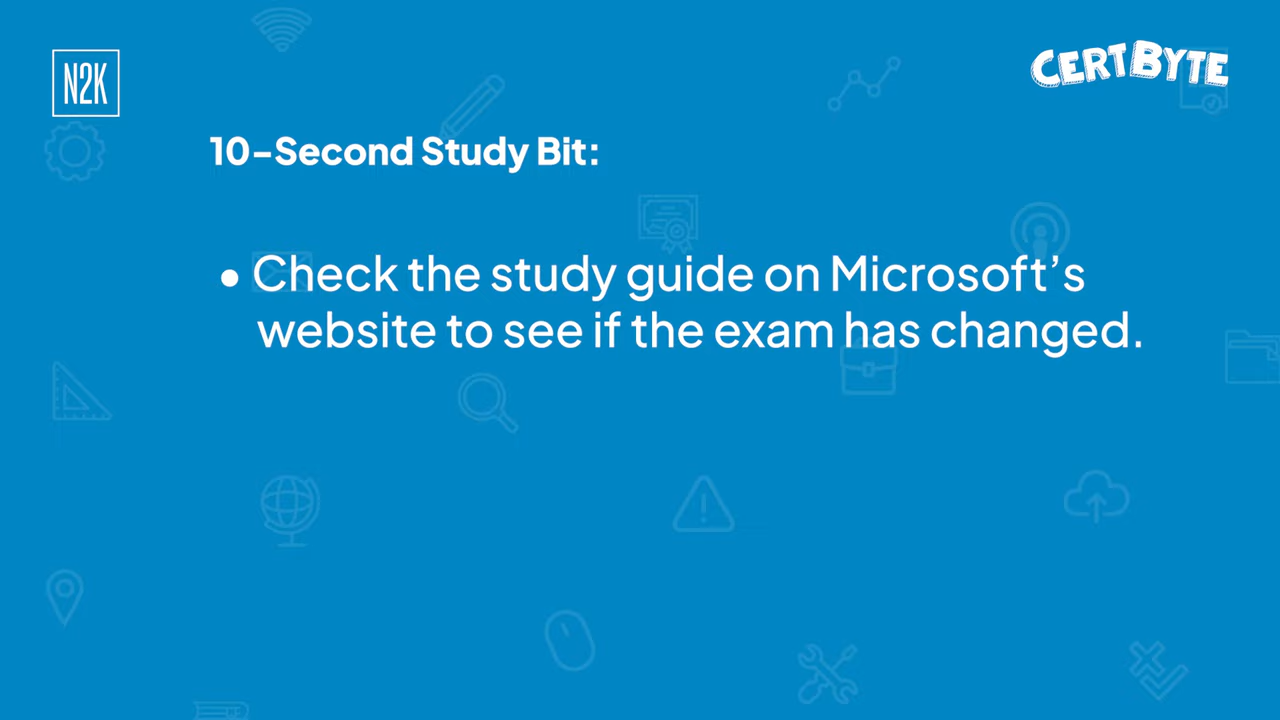 N2K
CERTBYTE
10-Second Study Bit:
• Check the study guide on Microsoft’s
website to see if the exam has changed.